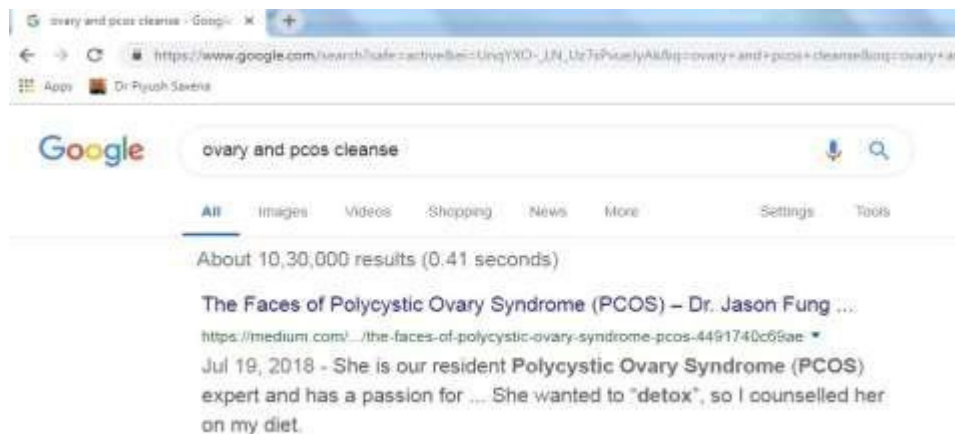 ovary and pcos cleanse - Googl
https://www.google.com/search?safe=active&ei=
Apps Dr Piyush Saxena
Google ovary and pcos cleanse
All Images Videos Shopping News More Settings Tools
About 10,30,000 results (0.41 seconds)
The Faces of Polycystic Ovary Syndrome (PCOS) – Dr. Jason Fung ...
https://medium.com/.../the-faces-of-polycystic-ovary-syndrome-pcos-4491740c69ae
Jul 19, 2018 - She is our resident Polycystic Ovary Syndrome (PCOS)
expert and has a passion for ... She wanted to "detox", so I counselled her
on my diet.